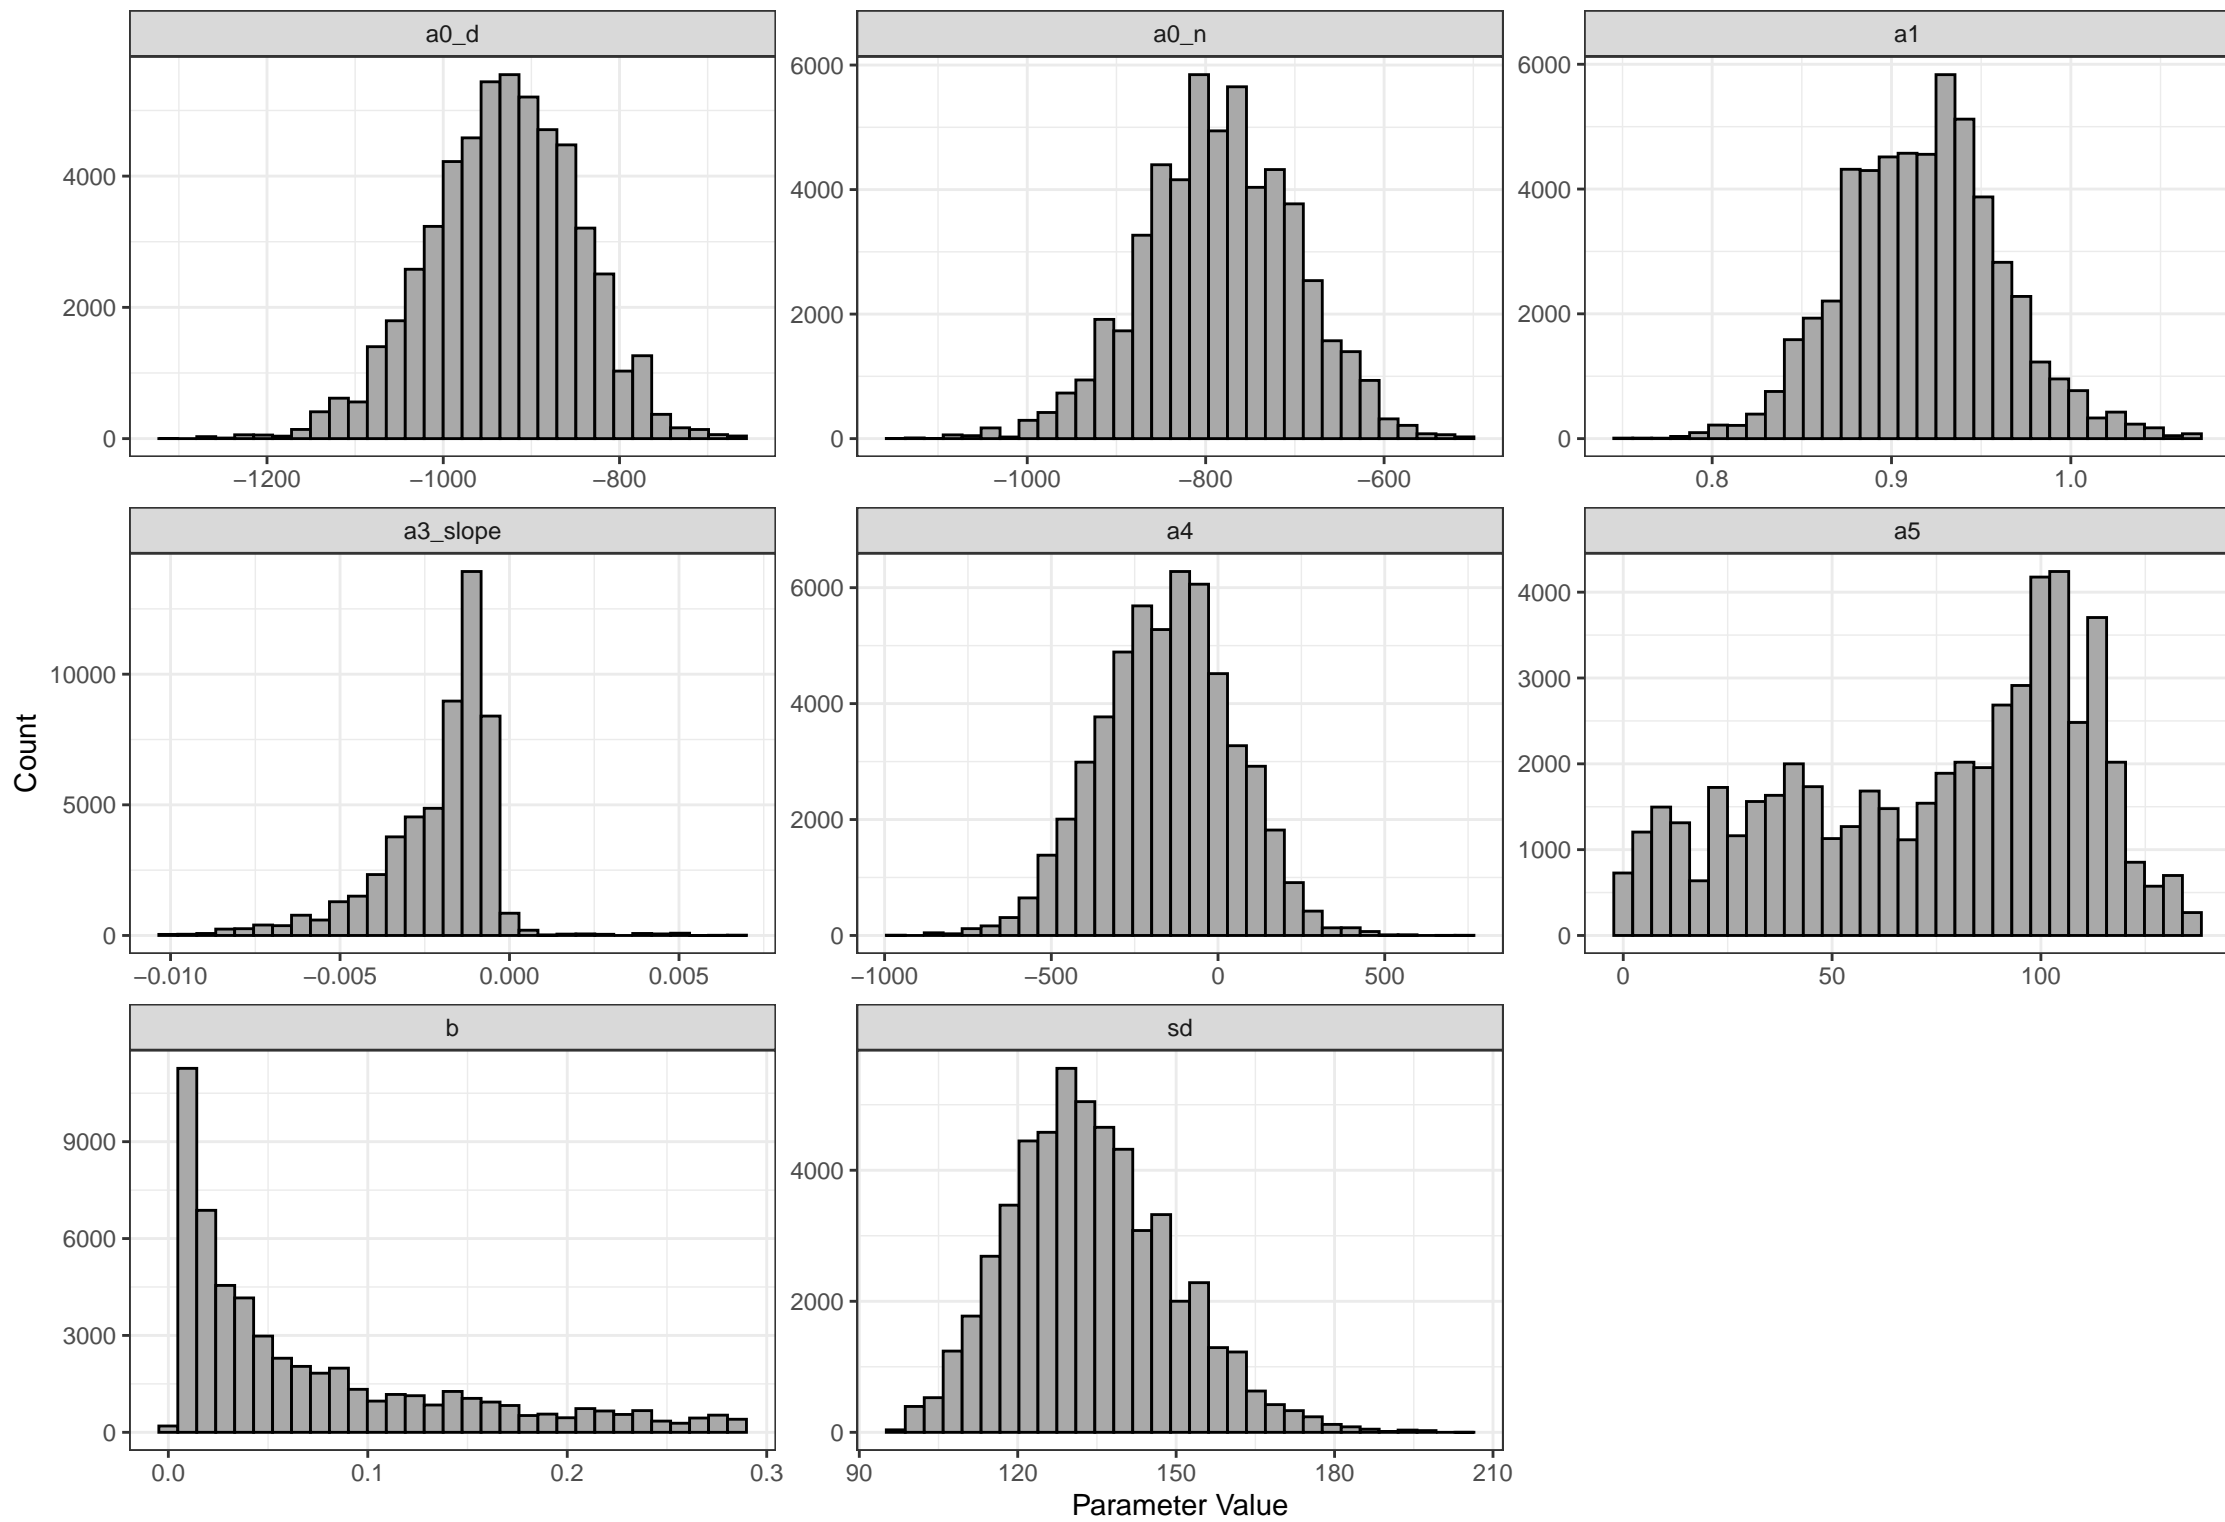 a0_d a0_n a1
0 2000 4000
−1200 −1000 −800
0 2000 4000 6000
−1000 −800 −600
0 2000 4000 6000
0.8 0.9 1.0
a3_slope a4 a5
0 5000 10000
−0.010 −0.005 0.000 0.005
0 2000 4000 6000
−1000 −500 0 500
0 1000 2000 3000 4000
0 50 100
b sd
0 3000 6000 9000
0.0 0.1 0.2 0.3
0 2000 4000
90 120 150 180 210
Parameter Value
Count